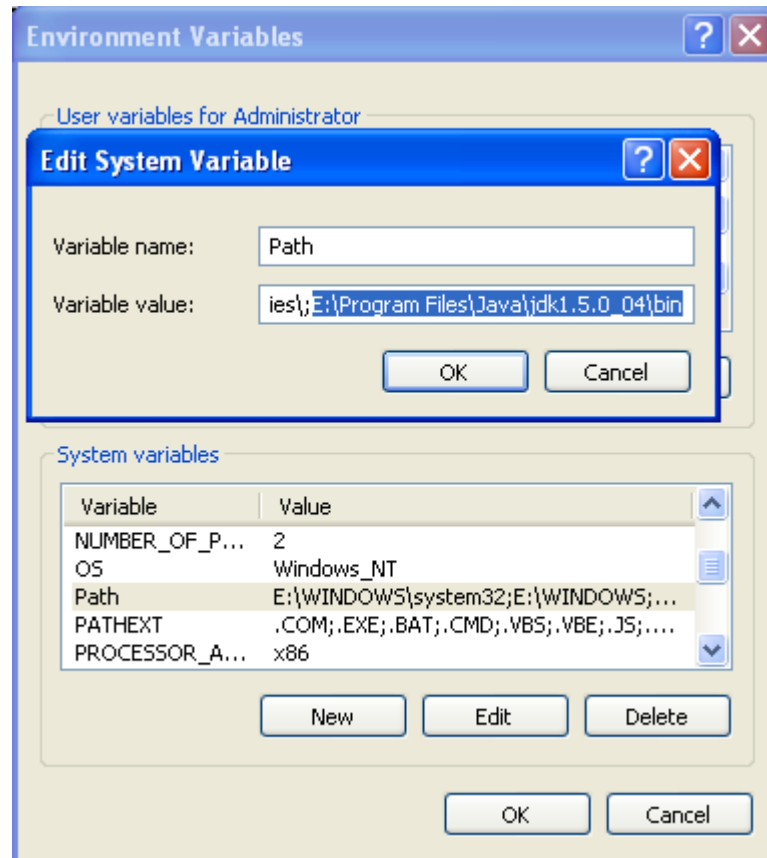 Environment Variables
User variables for Administrator
Edit System Variable
Variable name: Path
Variable value: ies\;E:\Program Files\Java\jdk1.5.0_04\bin
OK Cancel
System variables
Variable Value
NUMBER_OF_P... 2
OS Windows_NT
Path E:\WINDOWS\system32;E:\WINDOWS;...
PATHEXT .COM;.EXE;.BAT;.CMD;.VBS;.VBE;.JS;....
PROCESSOR_A... x86
New Edit Delete
OK Cancel